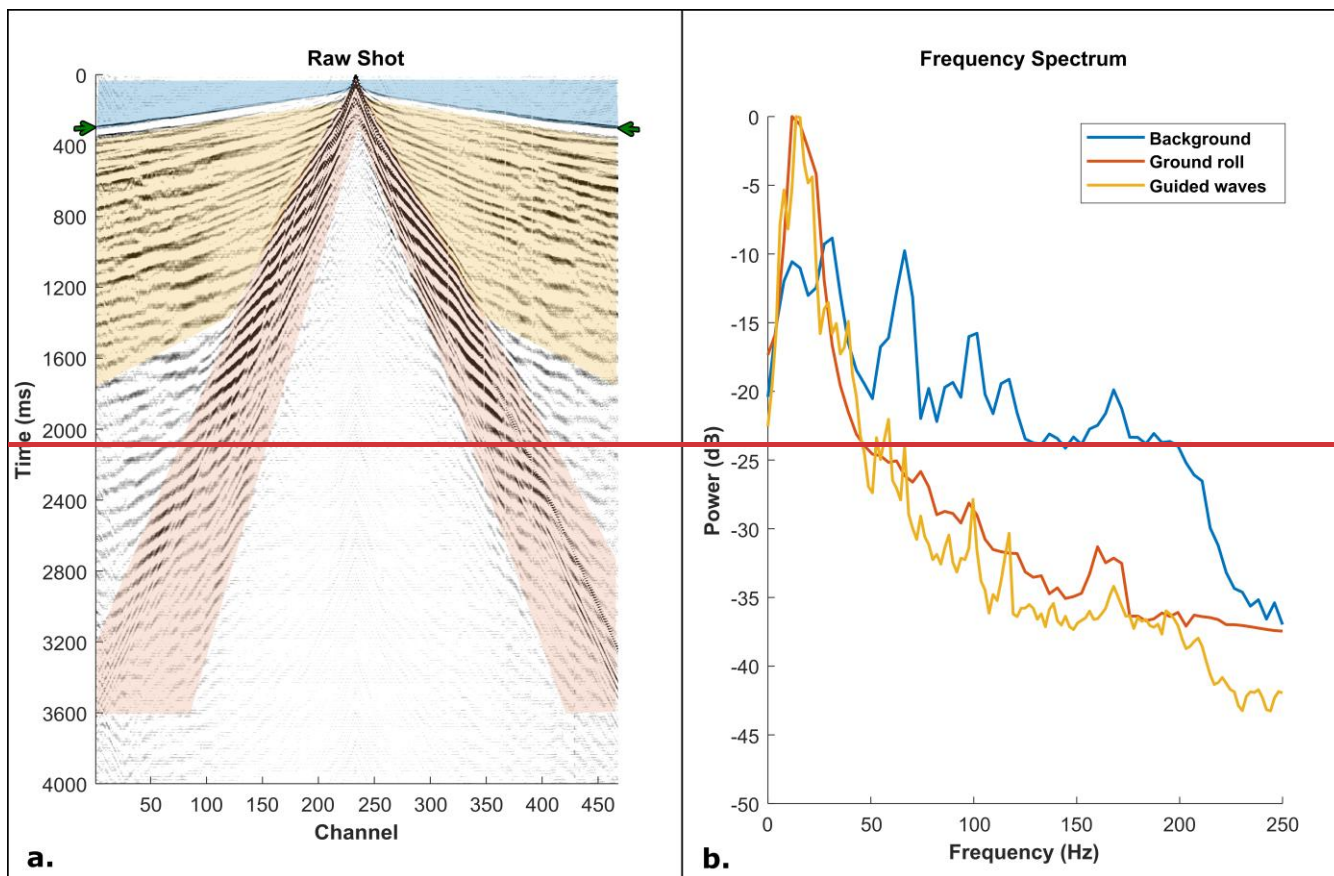 Raw Shot
0
400
800
1200
1600
2000
2400
2800
3200
3600
4000
Time (ms)
50 100 150 200 250 300 350 400 450
Channel
a.
Frequency Spectrum
0
-5
-10
-15
-20
-25
-30
-35
-40
-45
-50
Power (dB)
Background
Ground roll
Guided waves
0 50 100 150 200 250
Frequency (Hz)
b.